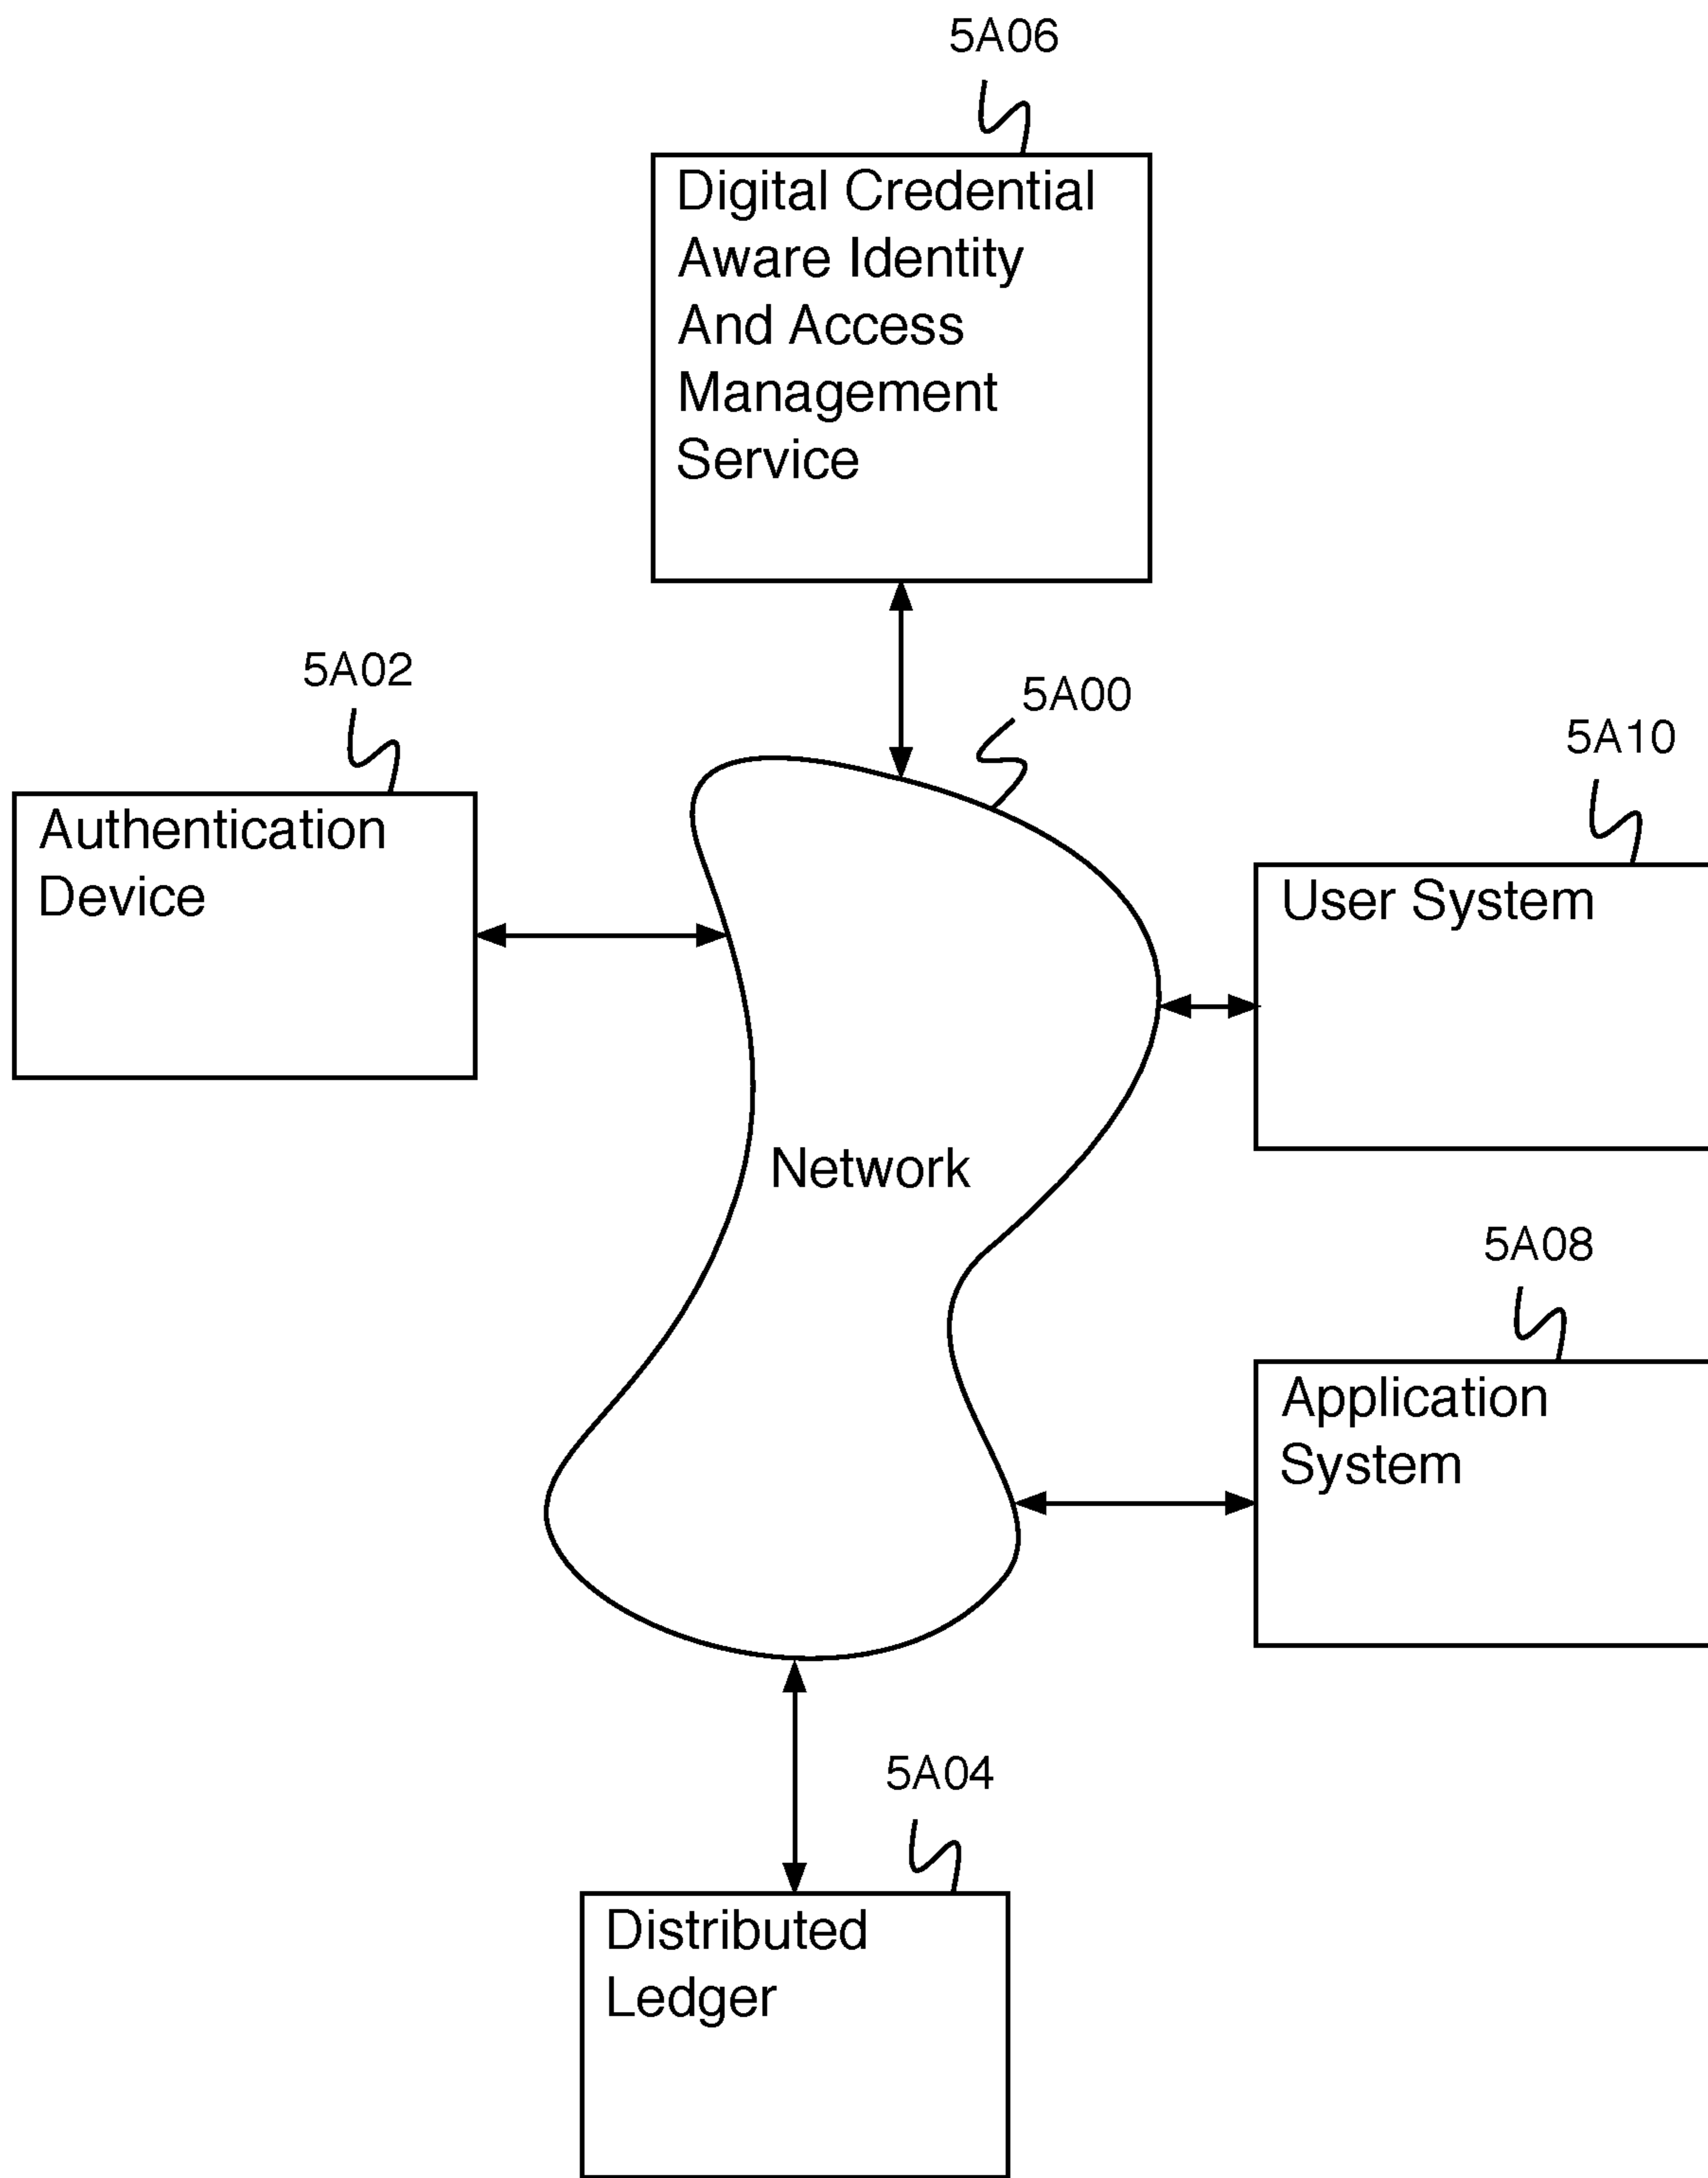 5A06
Digital Credential
Aware Identity
And Access
Management
Service
5A02
5A00
5A10
Authentication
Device
User System
Network
5A08
Application
System
5A04
Distributed
Ledger